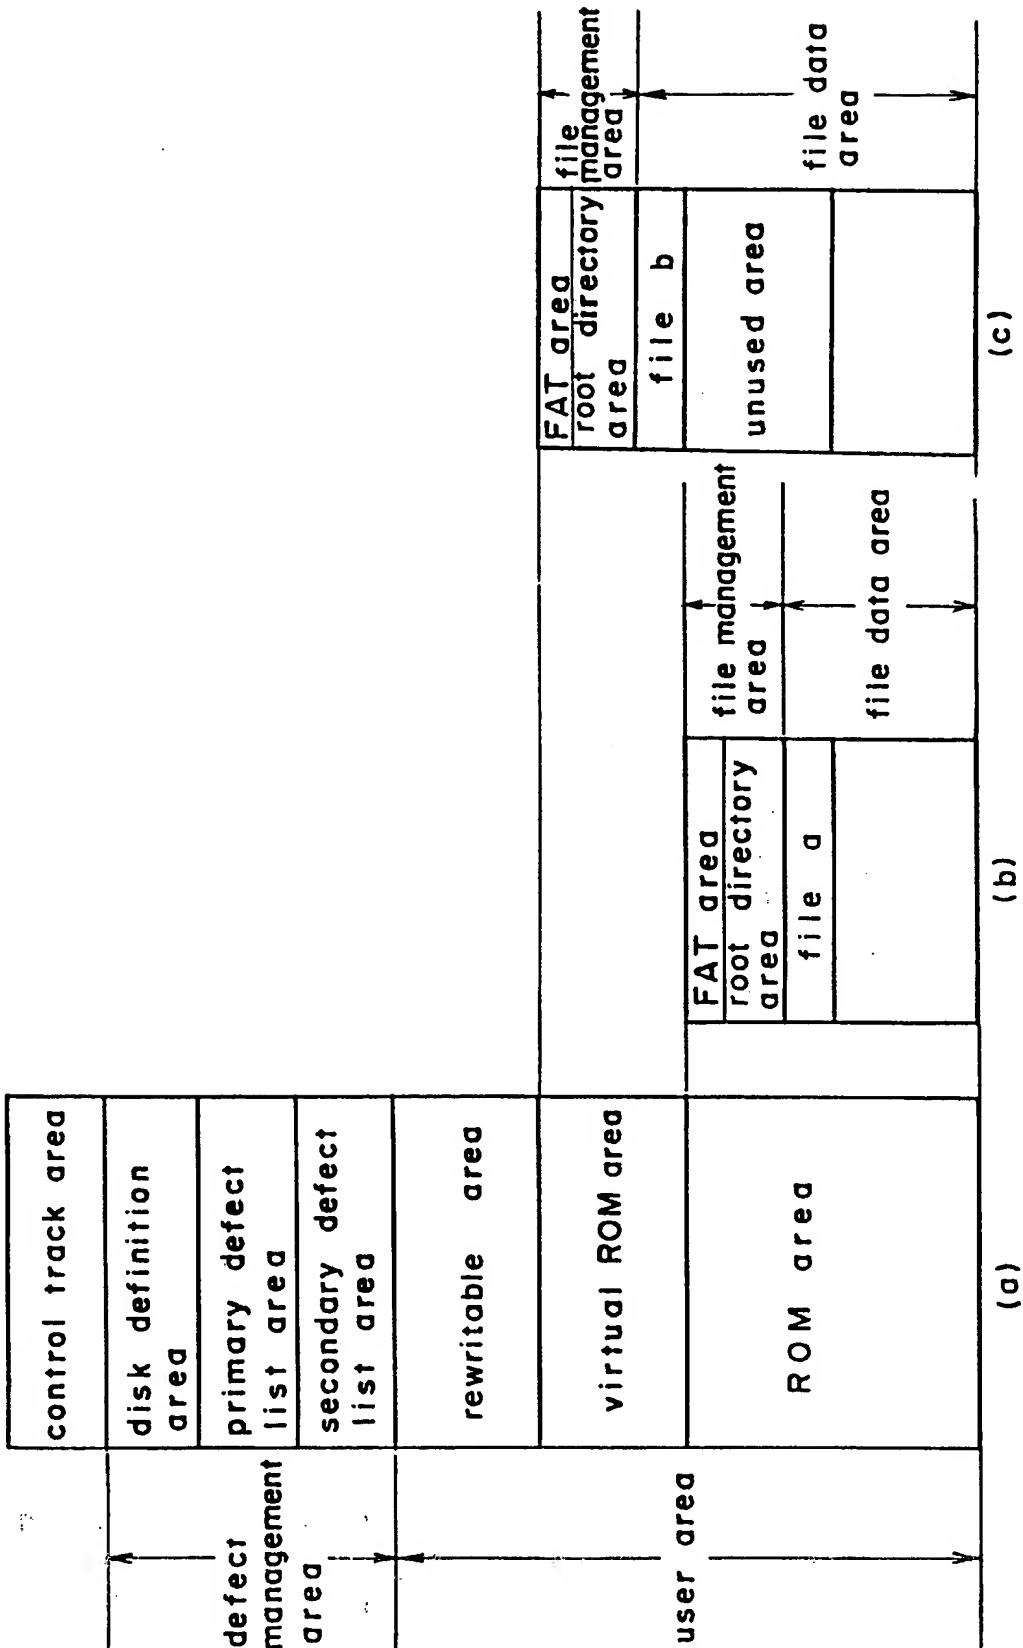 control track area
disk definition
area
primary defect
list area
secondary defect
list area
rewritable area
virtual ROM area
ROM area
defect
management
area
user area
(a)
FAT area
root directory
area
file a
file management
area
file data area
(b)
FAT area
root directory
area
file b
unused area
file
management
area
file data
area
(c)